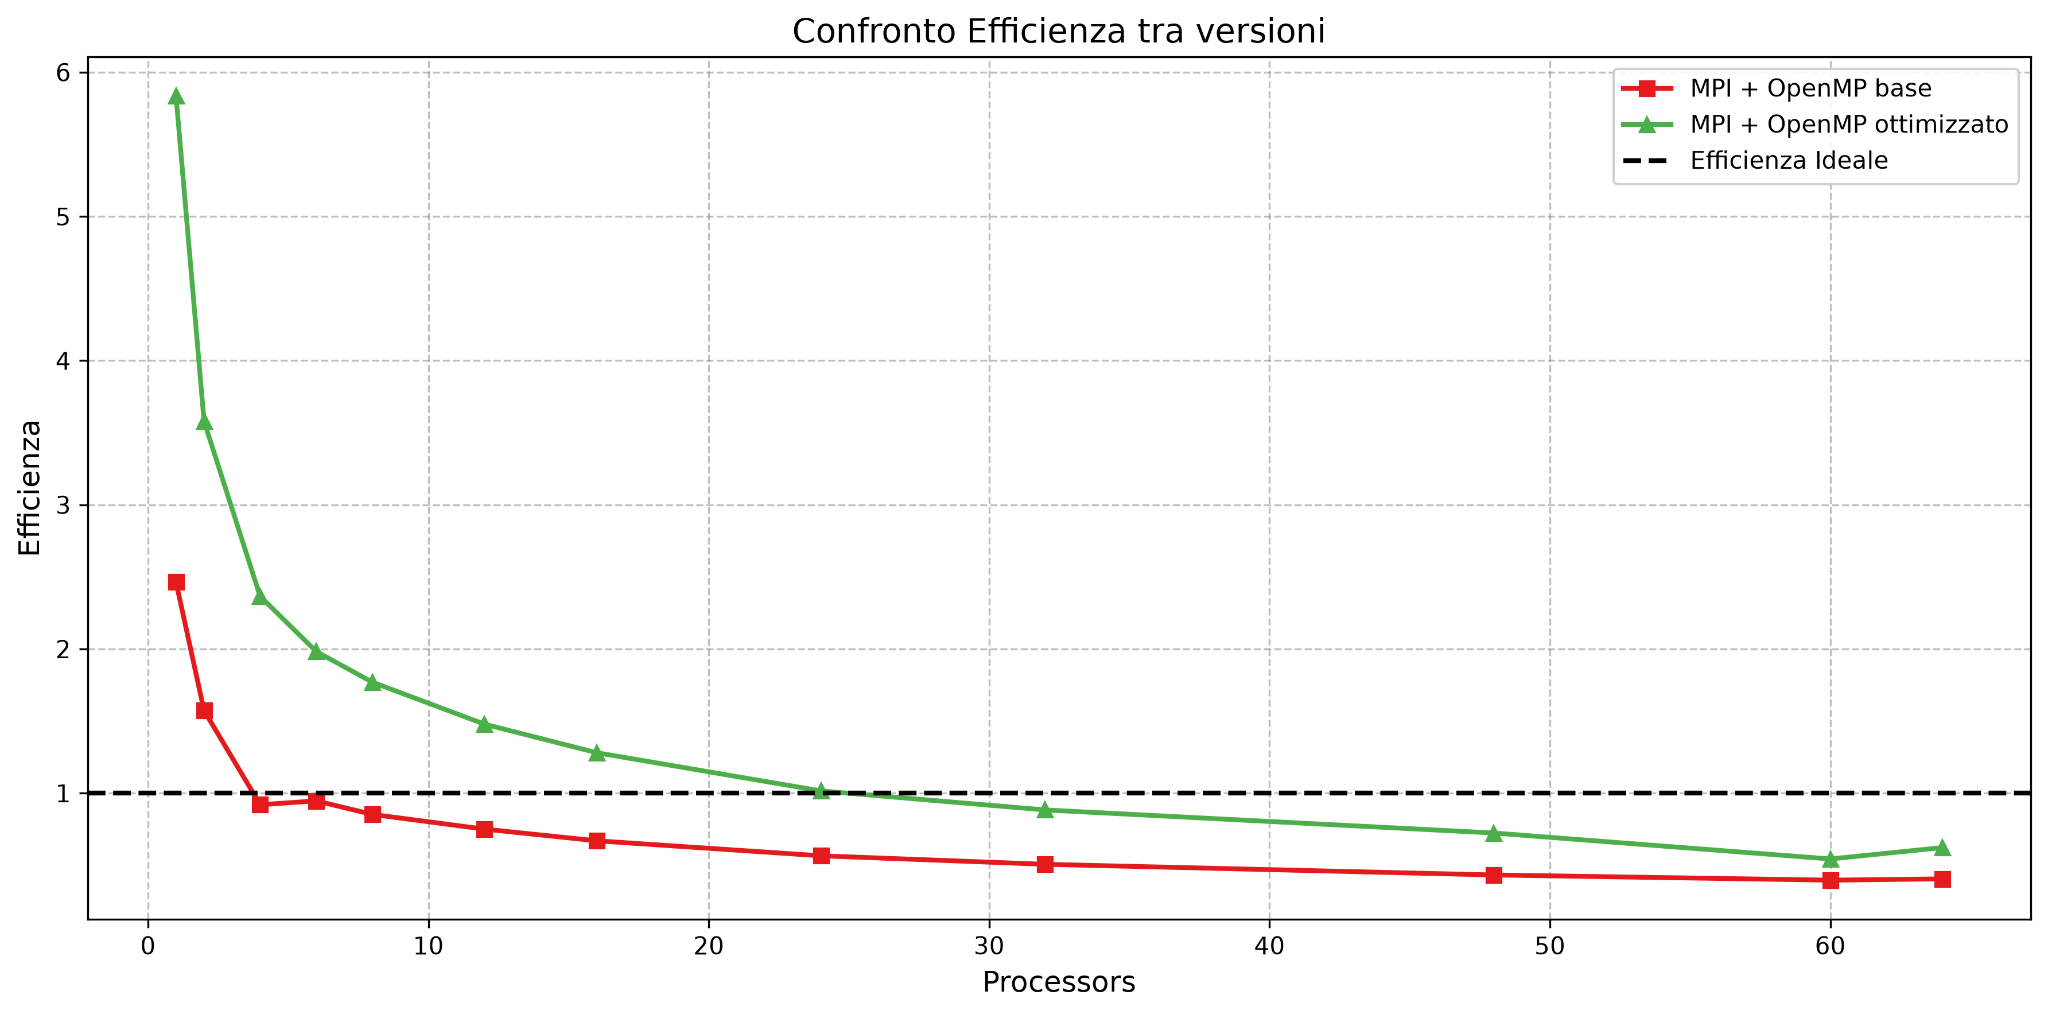 Confronto Efficienza tra versioni
MPI + OpenMP base
MPI + OpenMP ottimizzato
Efficienza Ideale
Efficienza
6
5
4
3
2
1
0 10 20 30 40 50 60
Processors